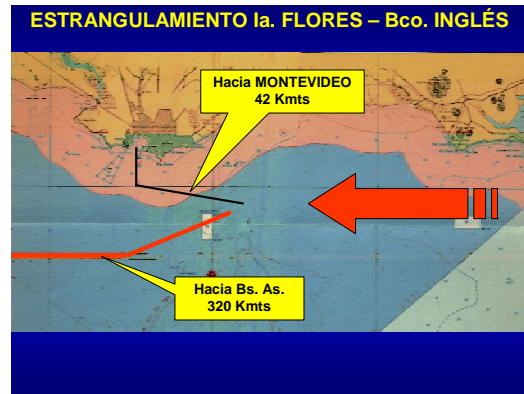 ESTRANGULAMIENTO Ia. FLORES – Bco. INGLÉS
Hacia MONTEVIDEO
42 Kmts
Hacia Bs. As.
320 Kmts